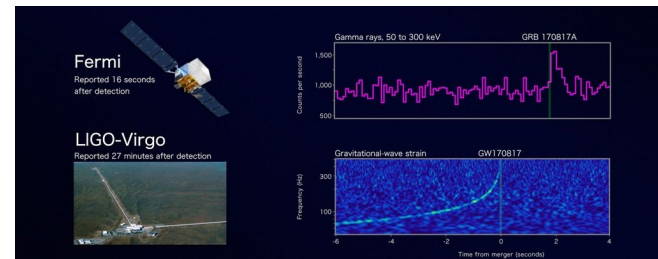 Fermi
Reported 16 seconds
after detection
LIGO-Virgo
Reported 27 minutes after detection
Gamma rays, 50 to 300 keV
GRB 170817A
Counts per second
1,500
1,000
500
Gravitational-wave strain
GW170817
Frequency (Hz)
300
100
-6
-4
-2
0
2
4
Time from merger (seconds)